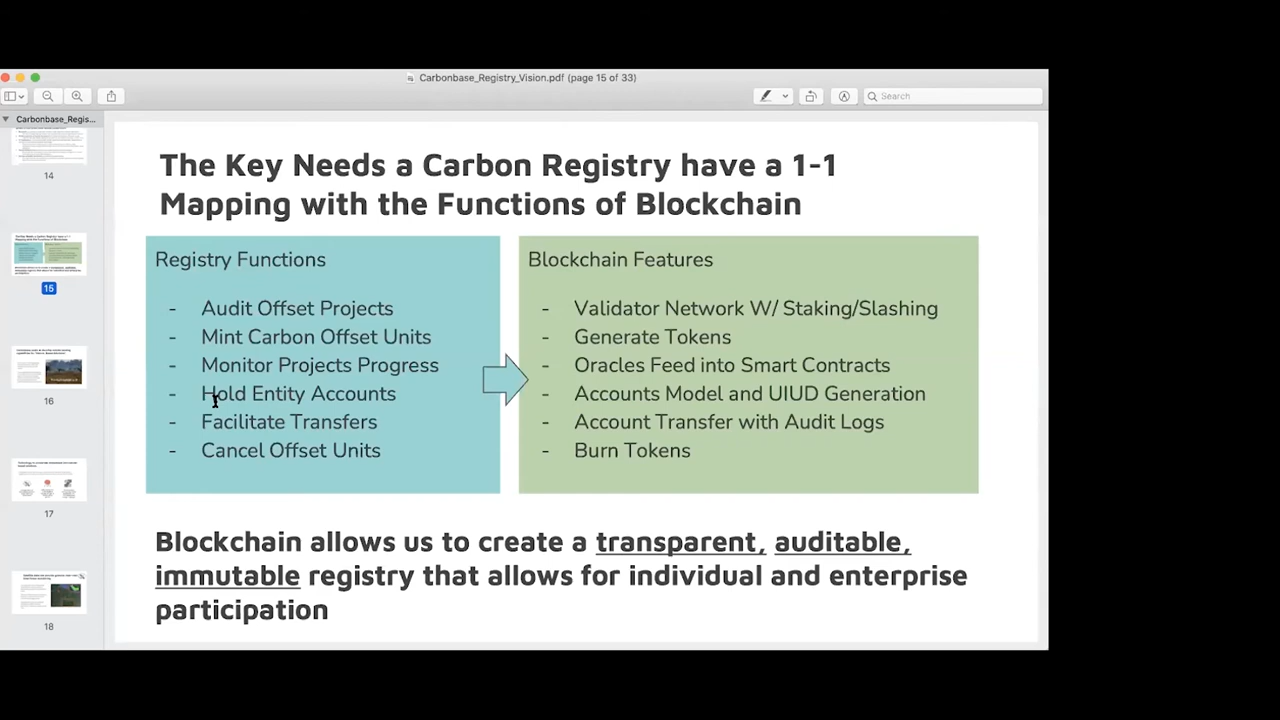 Carbonbase_Registry_Vision.pdf (page 15 of 33)
Search
Carbonbase_Regis...
14
15
16
17
18
The Key Needs a Carbon Registry have a 1-1
Mapping with the Functions of Blockchain
Registry Functions
- Audit Offset Projects
- Mint Carbon Offset Units
- Monitor Projects Progress
- Hold Entity Accounts
- Facilitate Transfers
- Cancel Offset Units
Blockchain Features
- Validator Network W/ Staking/Slashing
- Generate Tokens
- Oracles Feed into Smart Contracts
- Accounts Model and UIUD Generation
- Account Transfer with Audit Logs
- Burn Tokens
Blockchain allows us to create a transparent, auditable,
immutable registry that allows for individual and enterprise
participation